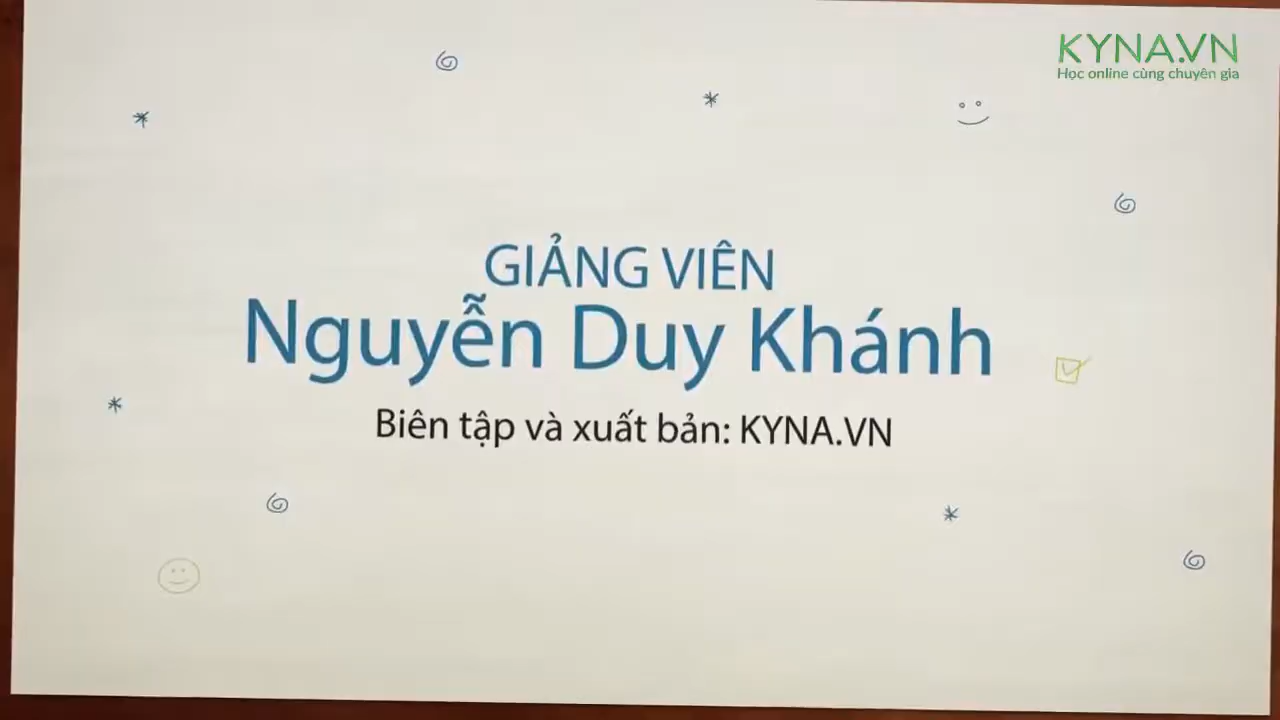 KYNA.VN
Học online cùng chuyên gia
GIẢNG VIÊN
Nguyễn Duy Khánh
Biên tập và xuất bản: KYNA.VN